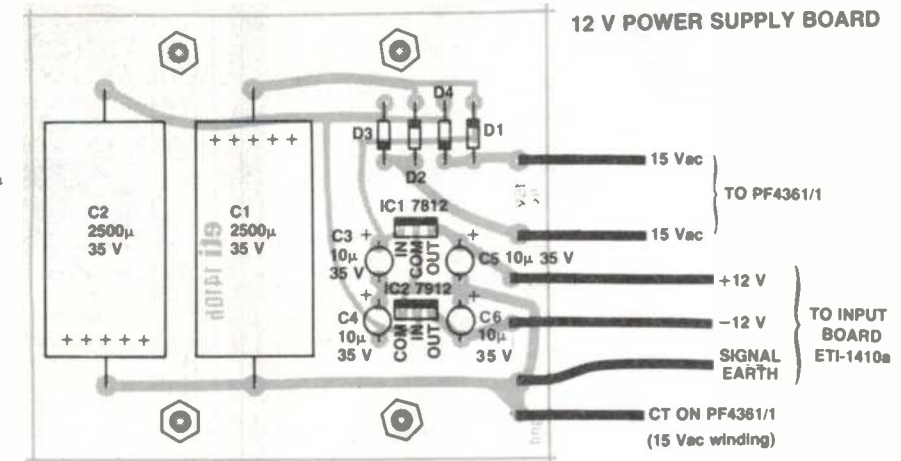 12 V POWER SUPPLY BOARD
D4
D3
D1
D2
15 Vac
TO PF4361/1
15 Vac
IC1 7812
C2
2500μ
35 V
C1
2500μ
35 V
+ + + + +
+ + + + +
eti 1410b
C3
10μ
35 V
+
IN
COM
OUT
+
C5 10μ 35 V
+12 V
IC2 7912
C4
10μ
35 V
+
COM
IN
OUT
+
C6
10μ
35 V
-12 V
TO INPUT
BOARD
ETI-1410a
SIGNAL
EARTH
CT ON PF4361/1
(15 Vac winding)